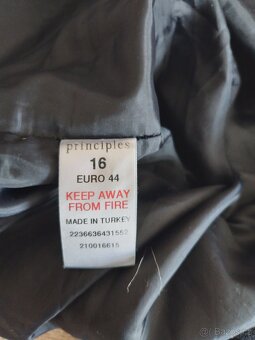 principles
16
EURO 44
KEEP AWAY
FROM FIRE
MADE IN TURKEY
2236636431552
210016615